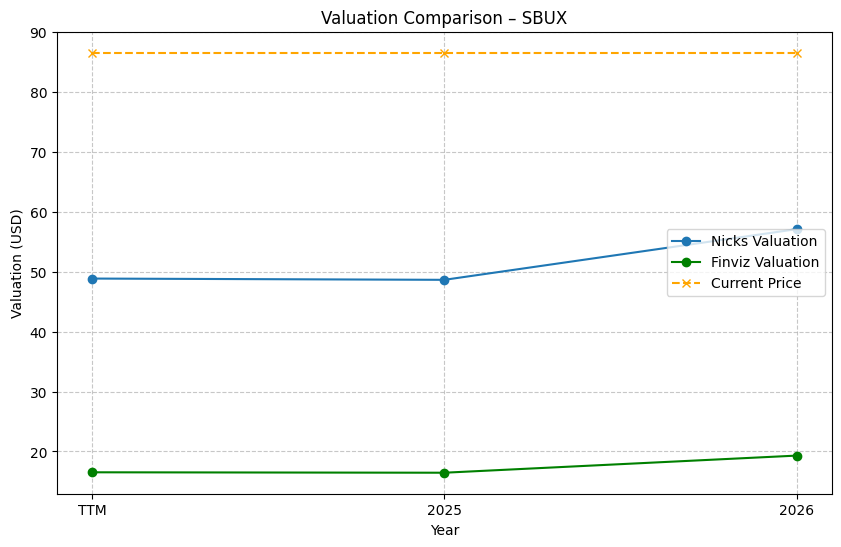 Valuation Comparison – SBUX
Valuation (USD)
90
80
70
60
50
40
30
20
Nicks Valuation
Finviz Valuation
Current Price
TTM
2025
2026
Year